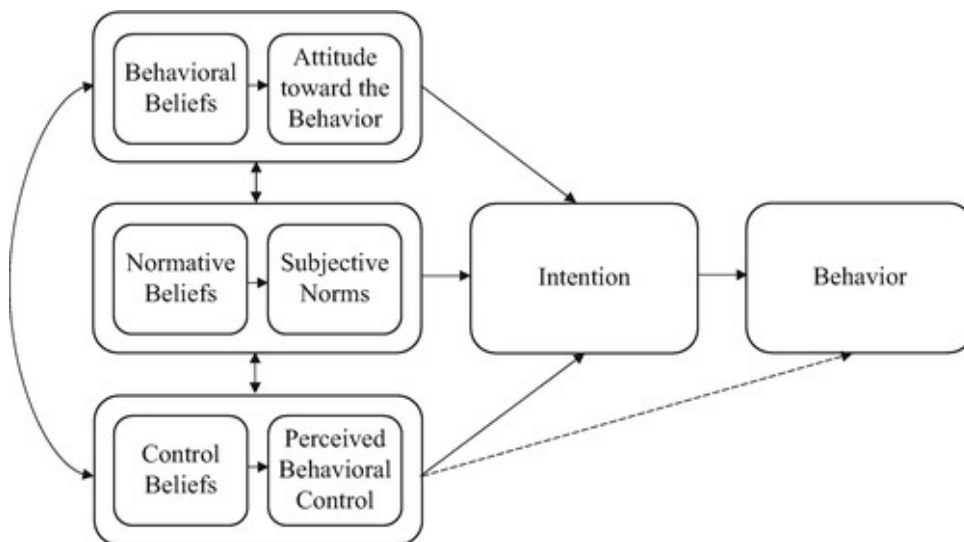 Behavioral
Beliefs
Attitude
toward the
Behavior
Normative
Beliefs
Subjective
Norms
Intention
Behavior
Control
Beliefs
Perceived
Behavioral
Control